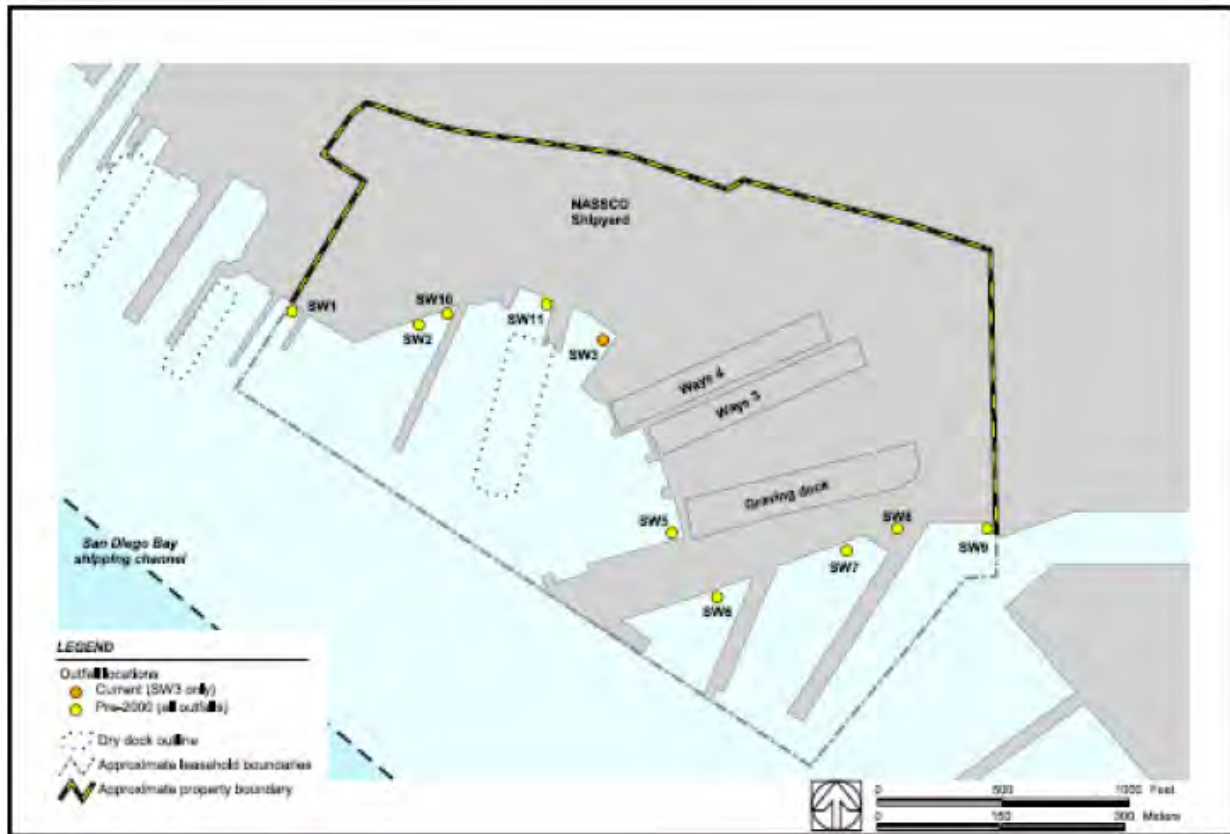 NASSCO
Shipyard
SW1
SW10
SW2
SW11
SW3
Ways 4
Ways 3
Graving dock
SW5
SW8
SW9
SW7
SW6
San Diego Bay
shipping channel
LEGEND
Outfall locations
Current (SW3 only)
Pre-2000 (all outfalls)
Dry dock outline
Approximate leasehold boundaries
Approximate property boundary
0 500 1000 Feet
0 150 300 Meters